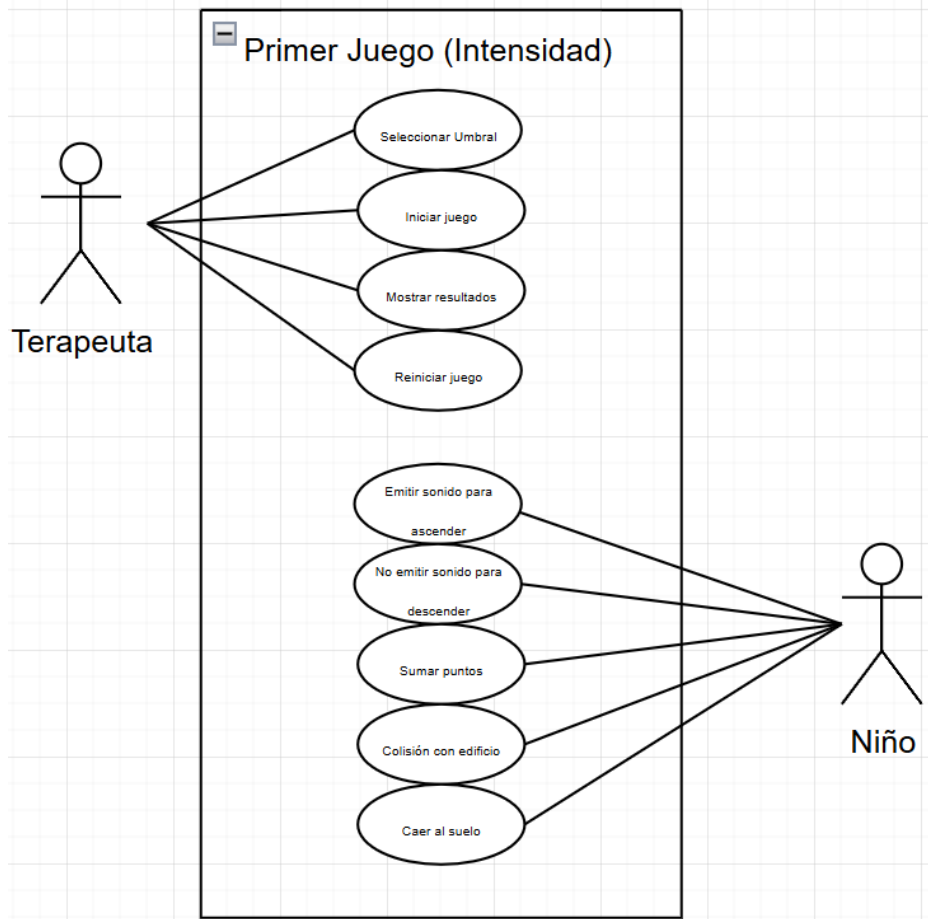 Primer Juego (Intensidad)
Seleccionar Umbral
Iniciar juego
Mostrar resultados
Reiniciar juego
Terapeuta
Emitir sonido para
ascender
No emitir sonido para
descender
Sumar puntos
Colisión con edificio
Caer al suelo
Niño